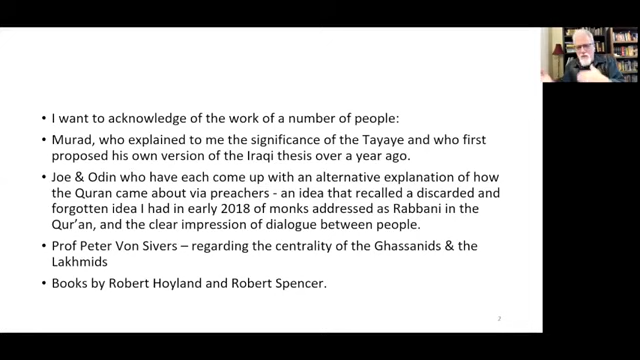 • I want to acknowledge of the work of a number of people:
• Murad, who explained to me the significance of the Tayaye and who first
proposed his own version of the Iraqi thesis over a year ago.
• Joe & Odin who have each come up with an alternative explanation of how
the Quran came about via preachers - an idea that recalled a discarded and
forgotten idea I had in early 2018 of monks addressed as Rabbani in the
Qur'an, and the clear impression of dialogue between people.
• Prof Peter Von Sivers – regarding the centrality of the Ghassanids & the
Lakhmids
• Books by Robert Hoyland and Robert Spencer.
2